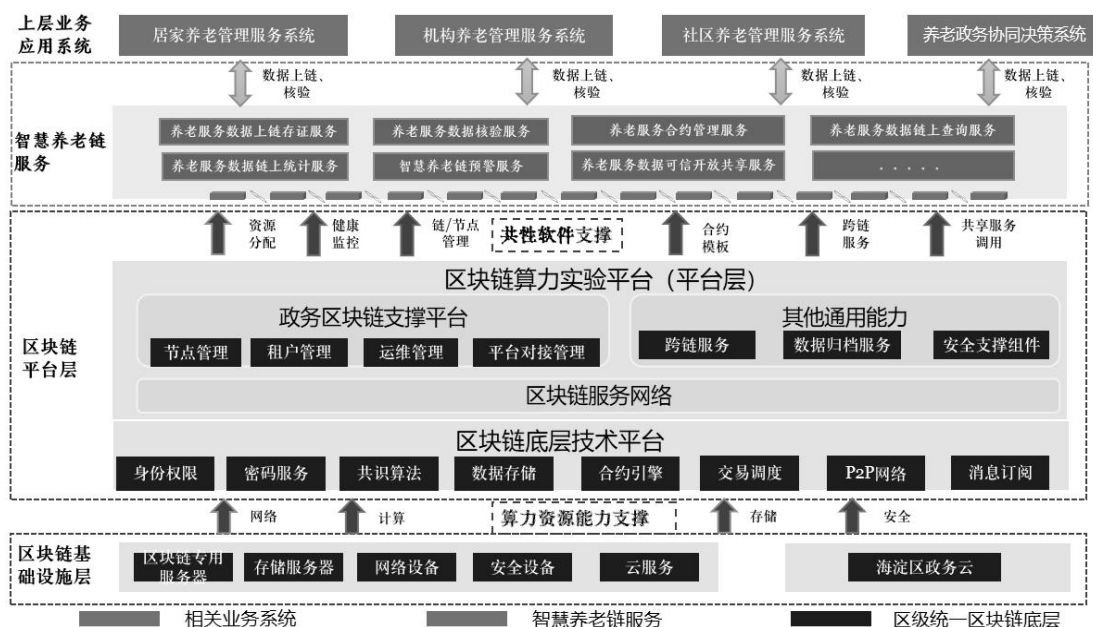 上层业务
应用系统
居家养老管理服务系统
机构养老管理服务系统
社区养老管理服务系统
养老政务协同决策系统
数据上链、
核验
数据上链、
核验
数据上链、
核验
数据上链、
核验
智慧养老链
服务
养老服务数据上链存证服务
养老服务数据核验服务
养老服务合约管理服务
养老服务数据链上查询服务
养老服务数据链上统计服务
智慧养老链预警服务
养老服务数据可信开放共享服务
. . . . .
资源
分配
健康
监控
链/节点
管理
共性软件支撑
合约
模板
跨链
服务
共享服务
调用
区块链
平台层
区块链算力实验平台（平台层）
政务区块链支撑平台
节点管理
租户管理
运维管理
平台对接管理
其他通用能力
跨链服务
数据归档服务
安全支撑组件
区块链服务网络
区块链底层技术平台
身份权限
密码服务
共识算法
数据存储
合约引擎
交易调度
P2P网络
消息订阅
网络
计算
算力资源能力支撑
存储
安全
区块链基
础设施层
区块链专用
服务器
存储服务器
网络设备
安全设备
云服务
海淀区政务云
相关业务系统
智慧养老链服务
区级统一区块链底层